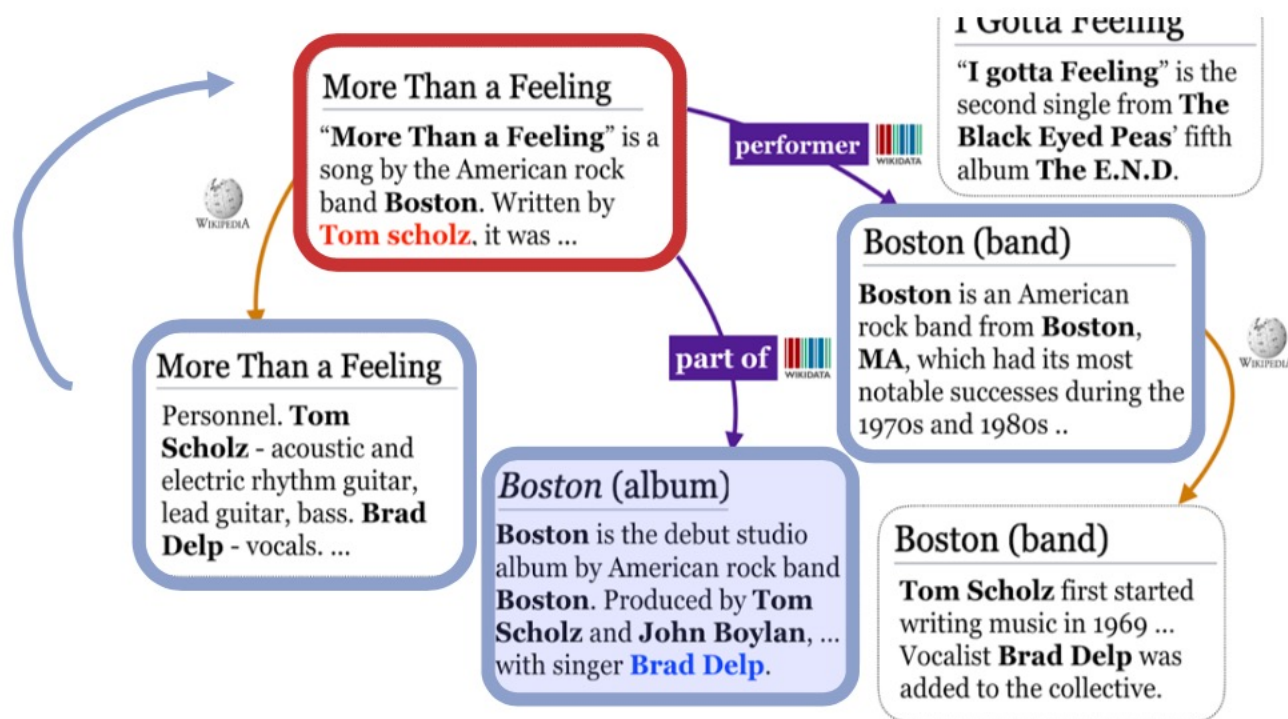 I Gotta Feeling
“I gotta Feeling” is the
second single from The
Black Eyed Peas’ fifth
album The E.N.D.
More Than a Feeling
“More Than a Feeling” is a
song by the American rock
band Boston. Written by
Tom scholz, it was ...
performer
WIKIDATA
WIKIPEDIA
Boston (band)
Boston is an American
rock band from Boston,
MA, which had its most
notable successes during the
1970s and 1980s ..
part of
WIKIDATA
WIKIPEDIA
More Than a Feeling
Personnel. Tom
Scholz - acoustic and
electric rhythm guitar,
lead guitar, bass. Brad
Delp - vocals. ...
Boston (album)
Boston is the debut studio
album by American rock band
Boston. Produced by Tom
Scholz and John Boylan, ...
with singer Brad Delp.
Boston (band)
Tom Scholz first started
writing music in 1969 ...
Vocalist Brad Delp was
added to the collective.